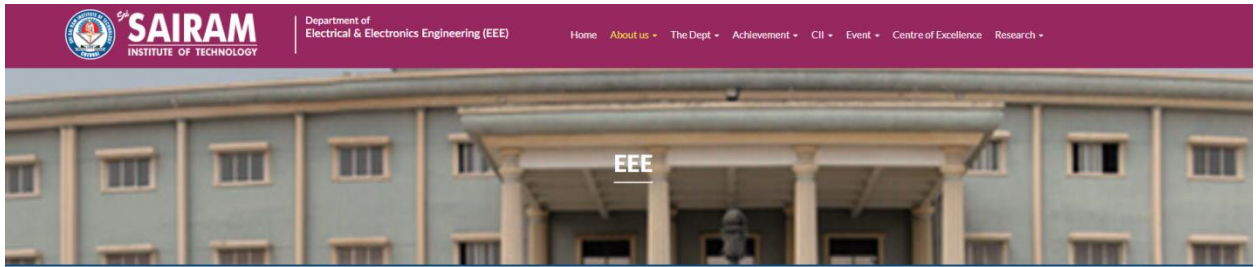 Sri
SAIRAM
INSTITUTE OF TECHNOLOGY
Department of
Electrical & Electronics Engineering (EEE)
Home About us The Dept Achievement CII Event Centre of Excellence Research
EEE